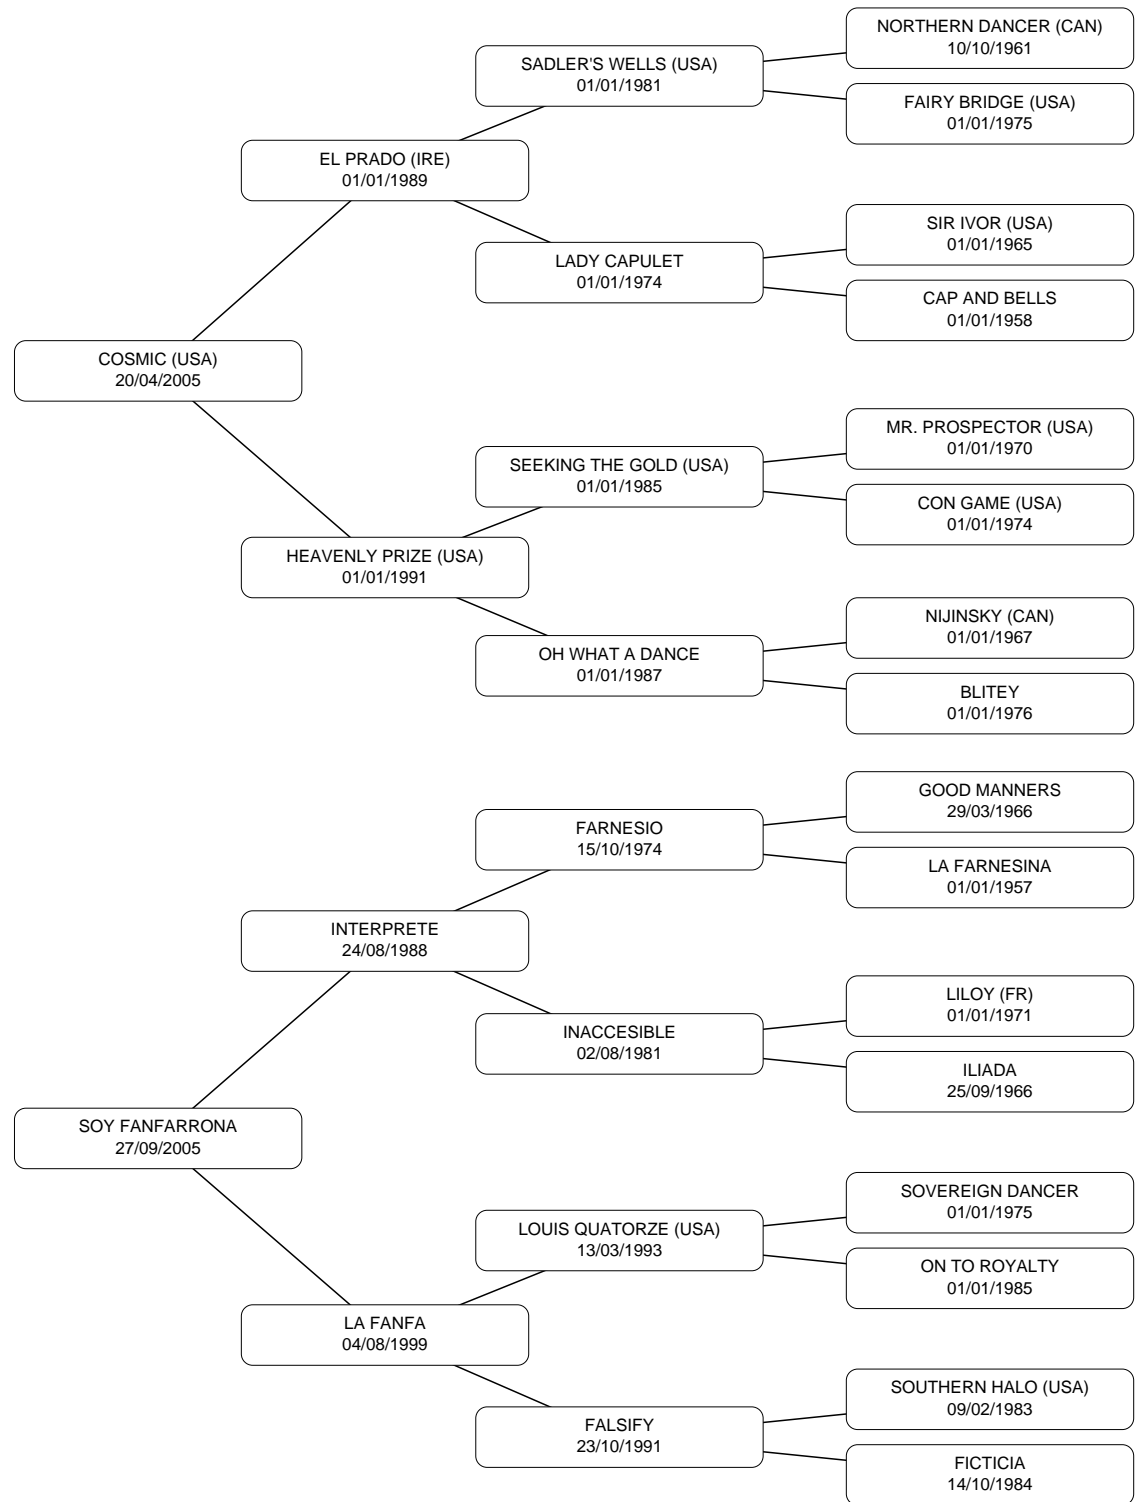 NORTHERN DANCER (CAN)
10/10/1961
SADLER'S WELLS (USA)
01/01/1981
FAIRY BRIDGE (USA)
01/01/1975
EL PRADO (IRE)
01/01/1989
SIR IVOR (USA)
01/01/1965
LADY CAPULET
01/01/1974
CAP AND BELLS
01/01/1958
COSMIC (USA)
20/04/2005
MR. PROSPECTOR (USA)
01/01/1970
SEEKING THE GOLD (USA)
01/01/1985
CON GAME (USA)
01/01/1974
HEAVENLY PRIZE (USA)
01/01/1991
NIJINSKY (CAN)
01/01/1967
OH WHAT A DANCE
01/01/1987
BLITEY
01/01/1976
GOOD MANNERS
29/03/1966
FARNESIO
15/10/1974
LA FARNESINA
01/01/1957
INTERPRETE
24/08/1988
LILOY (FR)
01/01/1971
INACCESIBLE
02/08/1981
ILIADA
25/09/1966
SOY FANFARRONA
27/09/2005
SOVEREIGN DANCER
01/01/1975
LOUIS QUATORZE (USA)
13/03/1993
ON TO ROYALTY
01/01/1985
LA FANFA
04/08/1999
SOUTHERN HALO (USA)
09/02/1983
FALSIFY
23/10/1991
FICTICIA
14/10/1984